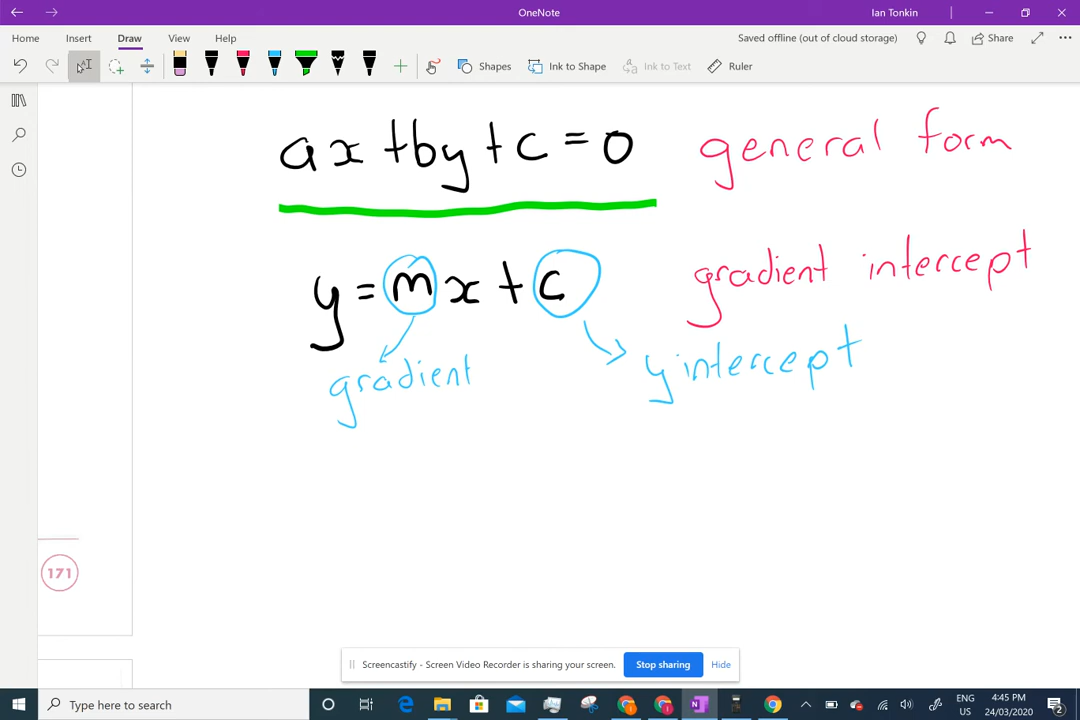 OneNote
Ian Tonkin
Home Insert Draw View Help
Saved offline (out of cloud storage)
Share
Shapes
Ink to Shape
Ink to Text
Ruler
ax + by + c = 0 general form
y = mx + c gradient intercept
gradient y intercept
171
Screencastify - Screen Video Recorder is sharing your screen. Stop sharing Hide
Type here to search
ENG 4:45 PM
US 24/03/2020 2